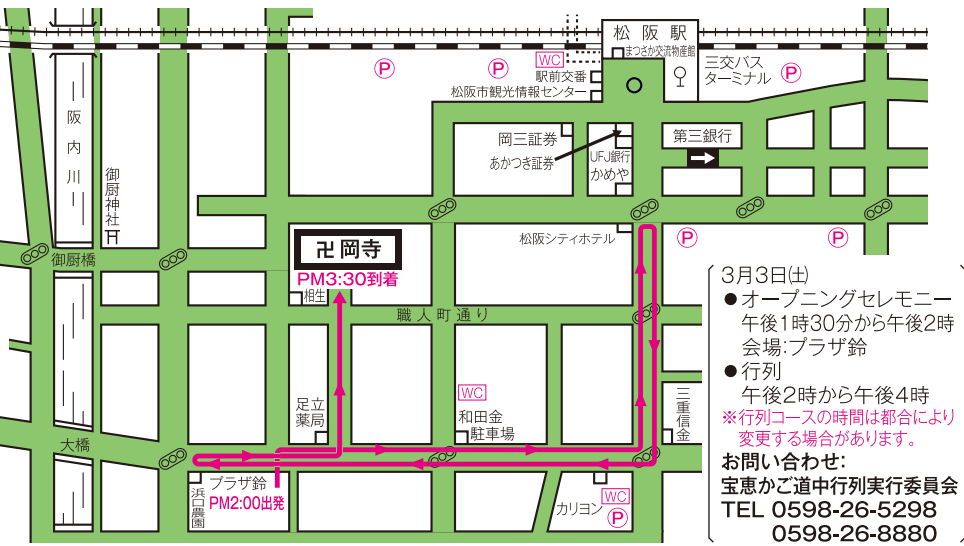 松阪駅
まつさか交流物産館
WC
駅前交番
松阪市観光情報センター
三交バス
ターミナル
P
P
P
阪内川
御厨神社
岡三証券
あかつき証券
UFJ銀行
かめや
第三銀行
御厨橋
卍岡寺
PM3:30到着
松阪シティホテル
P
P
相生
職人町通り
足立
薬局
WC
和田金
駐車場
三重信金
大橋
浜口農園
プラザ鈴
PM2:00出発
カリヨン
WC
P
3月3日(土)
●オープニングセレモニー
午後1時30分から午後2時
会場:プラザ鈴
●行列
午後2時から午後4時
※行列コースの時間は都合により
変更する場合があります。
お問い合わせ:
宝恵かご道中行列実行委員会
TEL 0598-26-5298
0598-26-8880